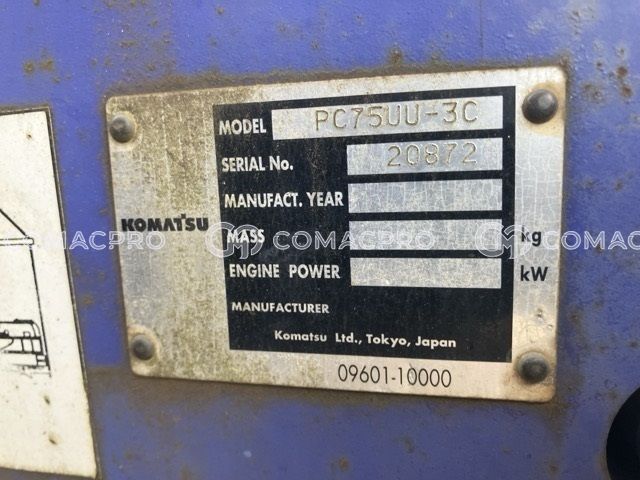 MODEL PC75UU-3C
SERIAL No. 20872
MANUFACT. YEAR
KOMATSU
MASS kg
COMACPRO COMACPRO COMACPRO
ENGINE POWER kW
MANUFACTURER
Komatsu Ltd., Tokyo, Japan
09601-10000